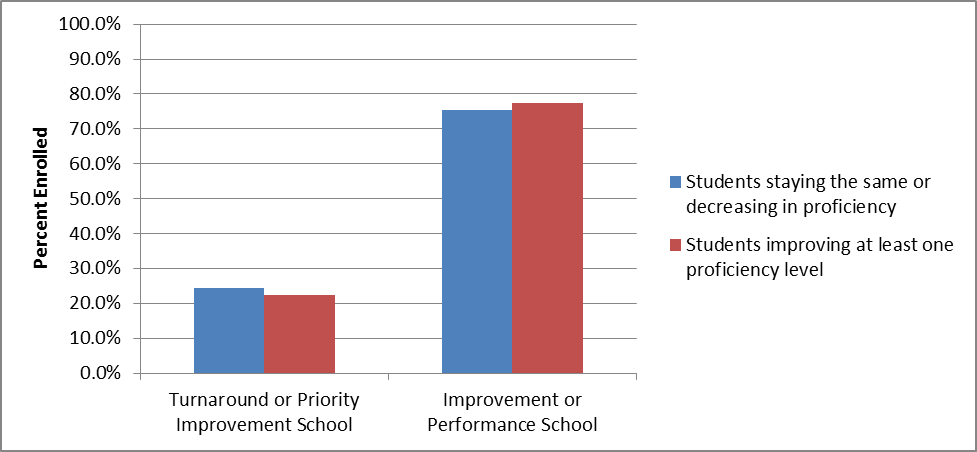 100.0%
90.0%
80.0%
70.0%
60.0%
50.0%
40.0%
30.0%
20.0%
10.0%
0.0%
Percent Enrolled
Turnaround or Priority
Improvement School
Improvement or
Performance School
Students staying the same or
decreasing in proficiency
Students improving at least one
proficiency level